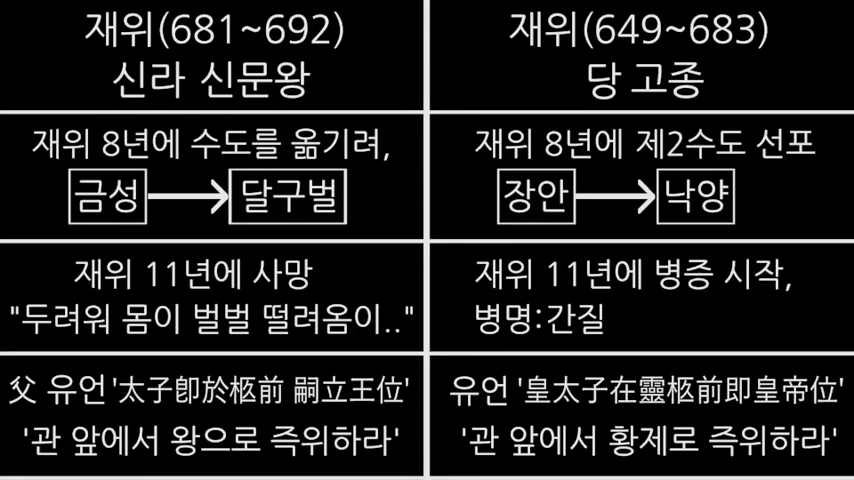 재위(681~692)
신라 신문왕
재위 8년에 수도를 옮기려,
금성 달구벌
재위 11년에 사망
"두려워 몸이 벌벌 떨려옴이.."
父 유언 '太子卽於柩前 嗣立王位'
'관 앞에서 왕으로 즉위하라'
재위(649~683)
당 고종
재위 8년에 제2수도 선포
장안 낙양
재위 11년에 병증 시작,
병명:간질
유언 '皇太子在靈柩前即皇帝位'
'관 앞에서 황제로 즉위하라'